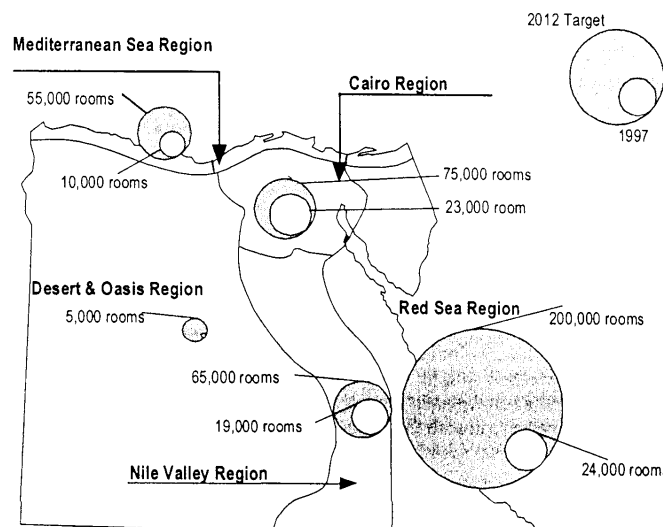 2012 Target
1997
Mediterranean Sea Region
55,000 rooms
10,000 rooms
Cairo Region
75,000 rooms
23,000 room
Desert & Oasis Region
5,000 rooms
Red Sea Region
200,000 rooms
65,000 rooms
19,000 rooms
24,000 room
Nile Valley Region